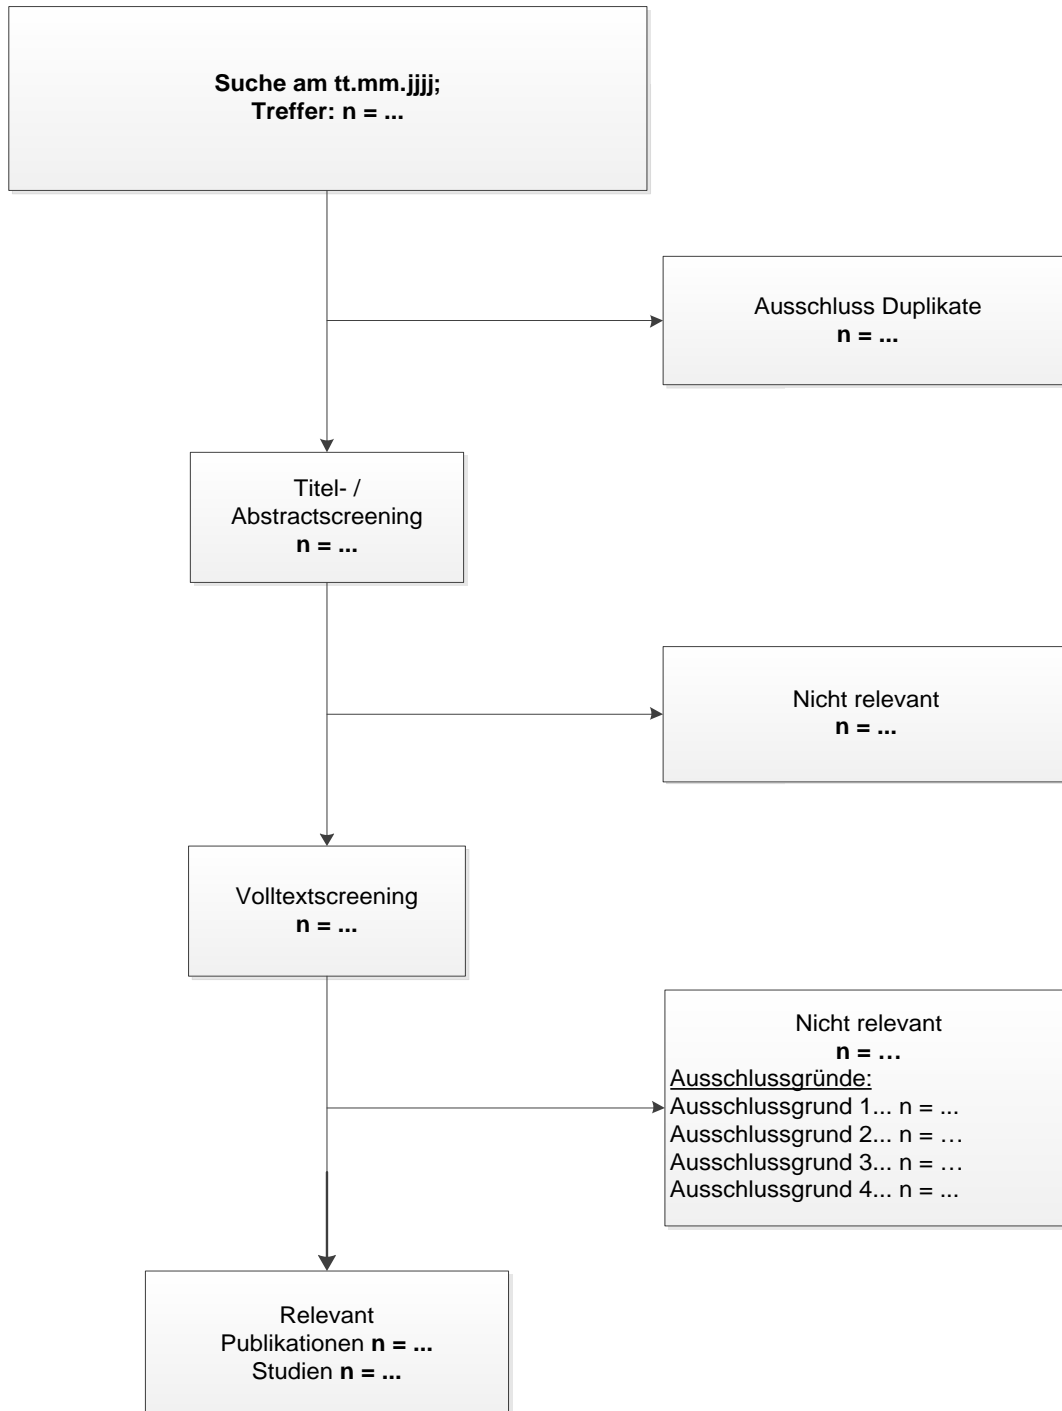 Suche am tt.mm.jjjj;
Treffer: n = ...
Ausschluss Duplikate
n = ...
Titel- /
Abstractscreening
n = ...
Nicht relevant
n = ...
Volltextscreening
n = ...
Nicht relevant
n = …
Ausschlussgründe:
Ausschlussgrund 1... n = ...
Ausschlussgrund 2... n = …
Ausschlussgrund 3... n = …
Ausschlussgrund 4... n = ...
Relevant
Publikationen n = ...
Studien n = ...